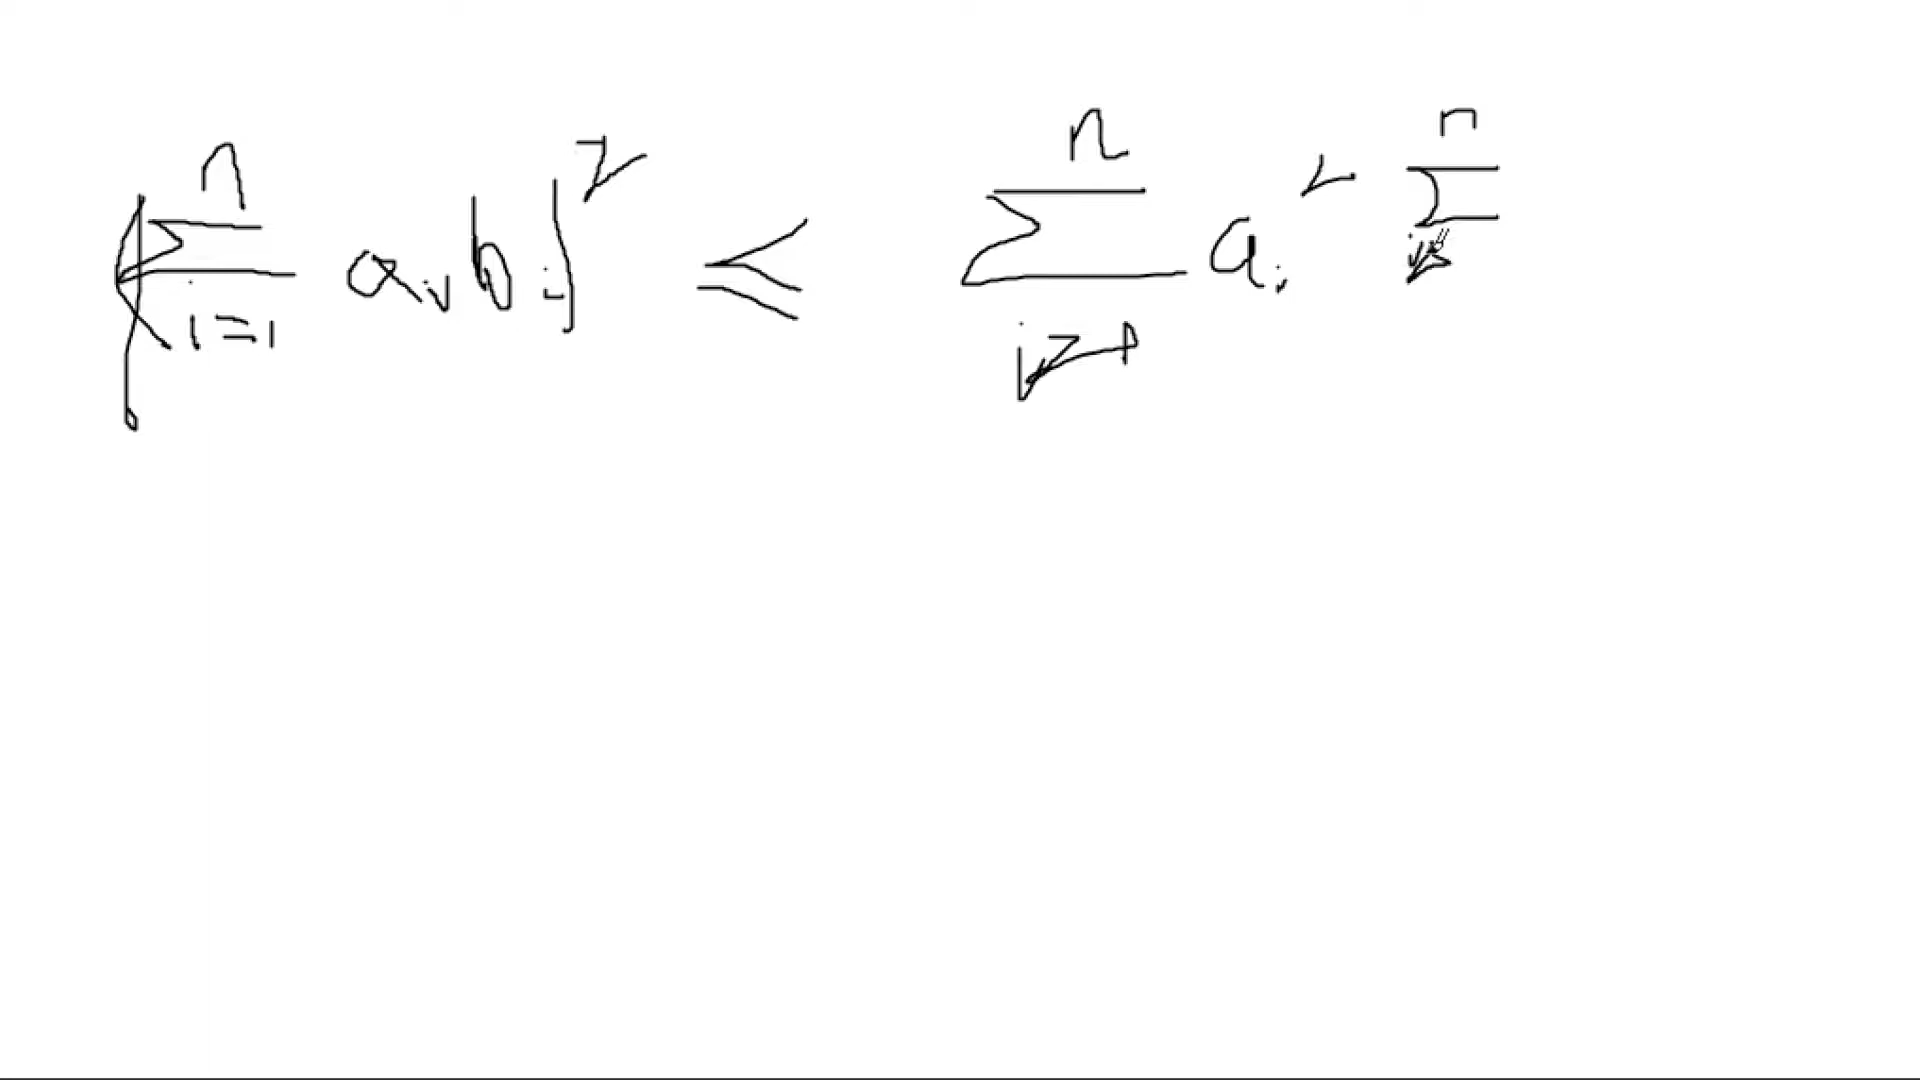 (∑_{i=1}^{n} a_i b_i)^2 ≤ ∑_{i=1}^{n} a_i^2 ∑_{i=}^{n}